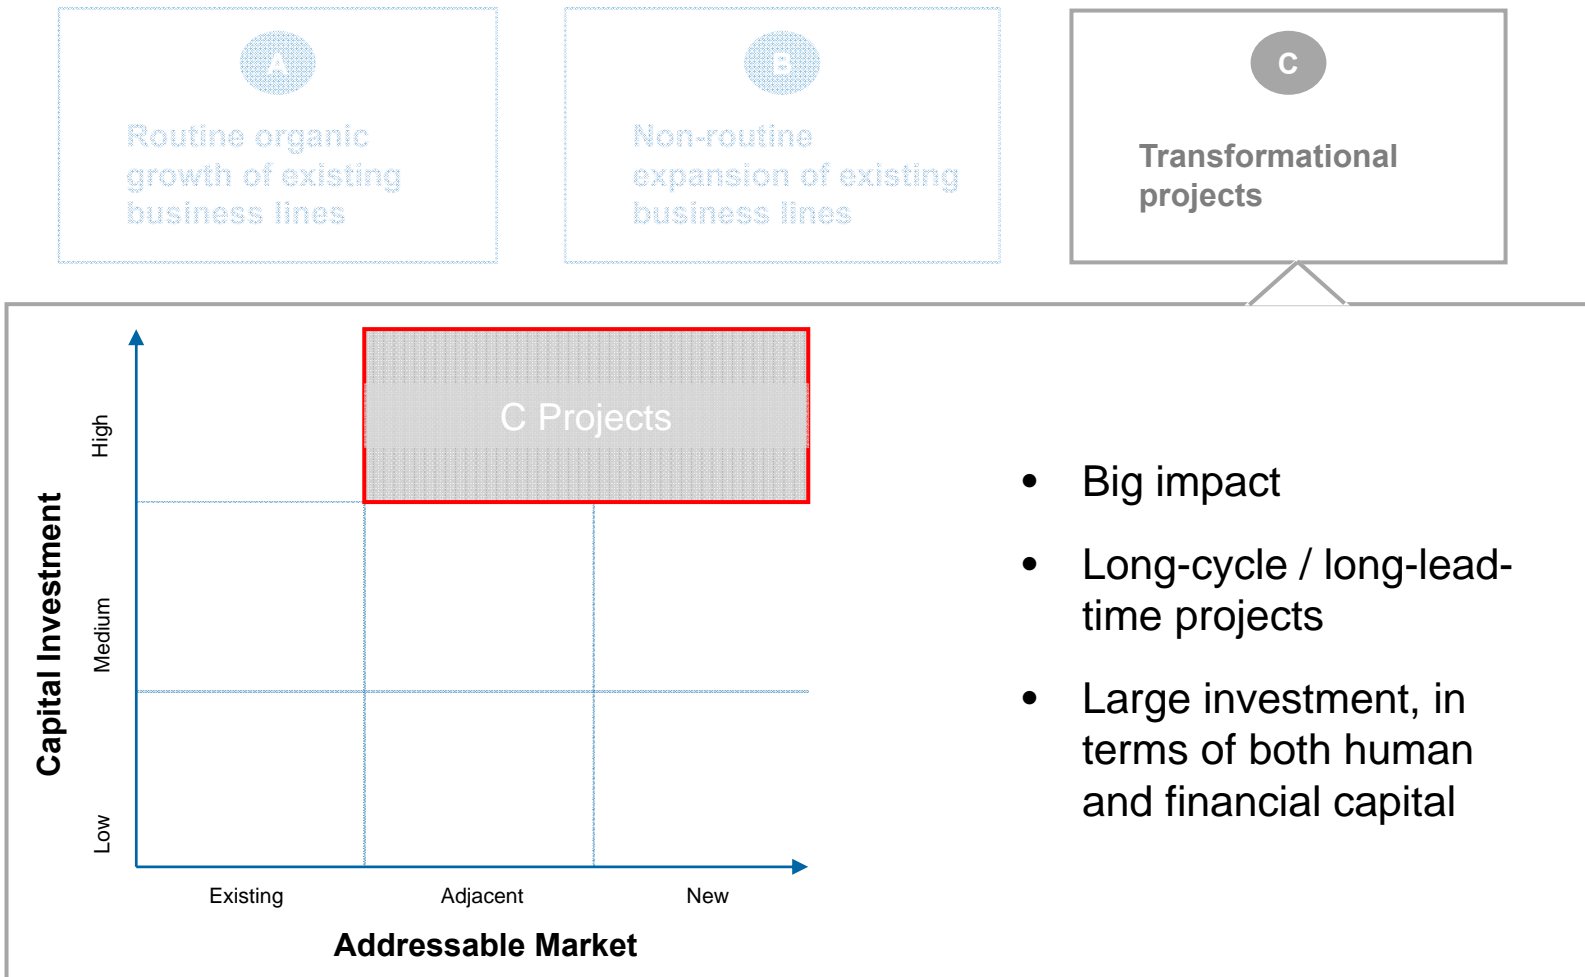 A
Routine organic
growth of existing
business lines
B
Non-routine
expansion of existing
business lines
C
Transformational
projects
Capital Investment
High
Medium
Low
C Projects
Existing
Adjacent
New
Addressable Market
• Big impact
• Long-cycle / long-lead-
time projects
• Large investment, in
terms of both human
and financial capital